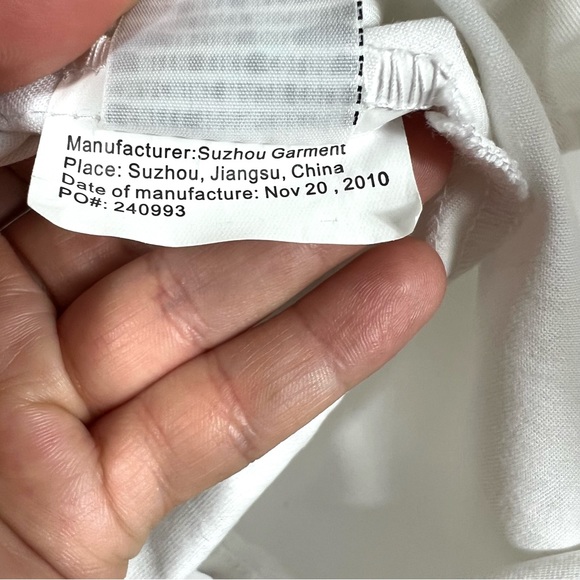 Manufacturer:Suzhou Garment
Place: Suzhou, Jiangsu, China
Date of manufacture: Nov 20 , 2010
PO#: 240993